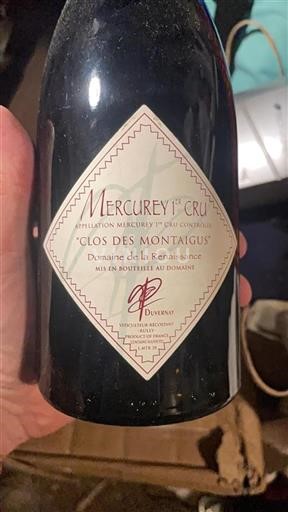 MERCUREY 1ER CRU
APPELLATION MERCUREY 1ER CRU CONTRÔLÉE
"CLOS DES MONTAIGUS"
Domaine de la Renaissance
MIS EN BOUTEILLE AU DOMAINE
DUVERNAY
VITICULTEUR-RÉCOLTANT
RULLY
PRODUCT OF FRANCE